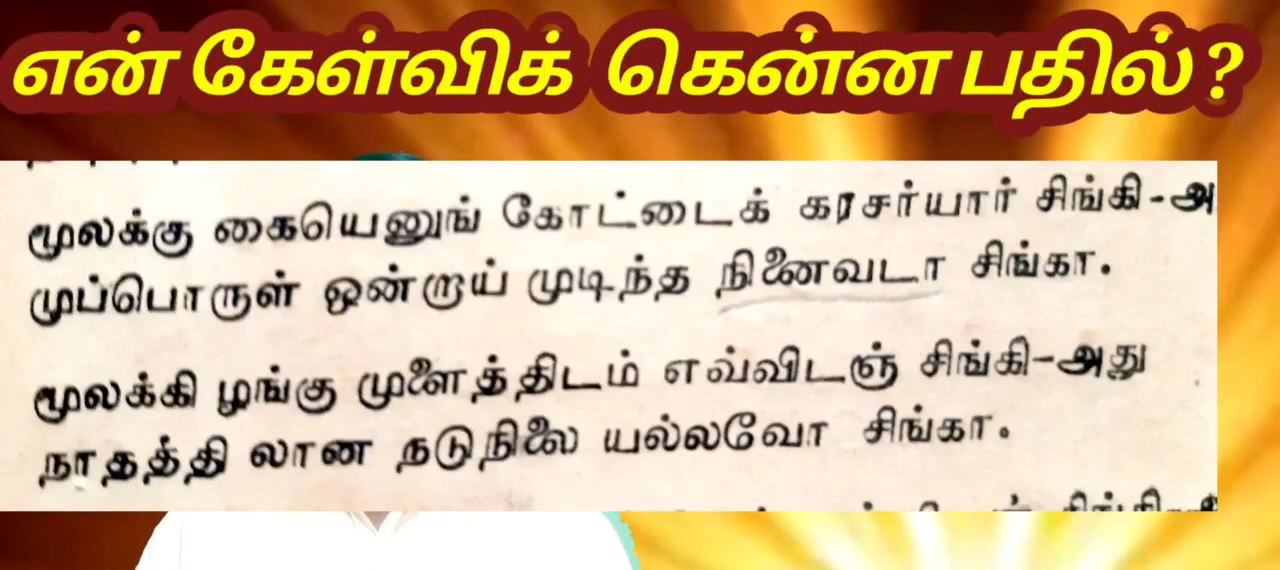 என் கேள்விக் கென்ன பதில்?
மூலக்கு கையெனுங் கோட்டைக் கரசர்யார் சிங்கி-அ
முப்பொருள் ஒன்றாய் முடிந்த நினைவடா சிங்கா.
மூலக்கி ழங்கு முளைத்திடம் எவ்விடஞ் சிங்கி-அது
நாதத்தி லான நடுநிலை யல்லவோ சிங்கா.